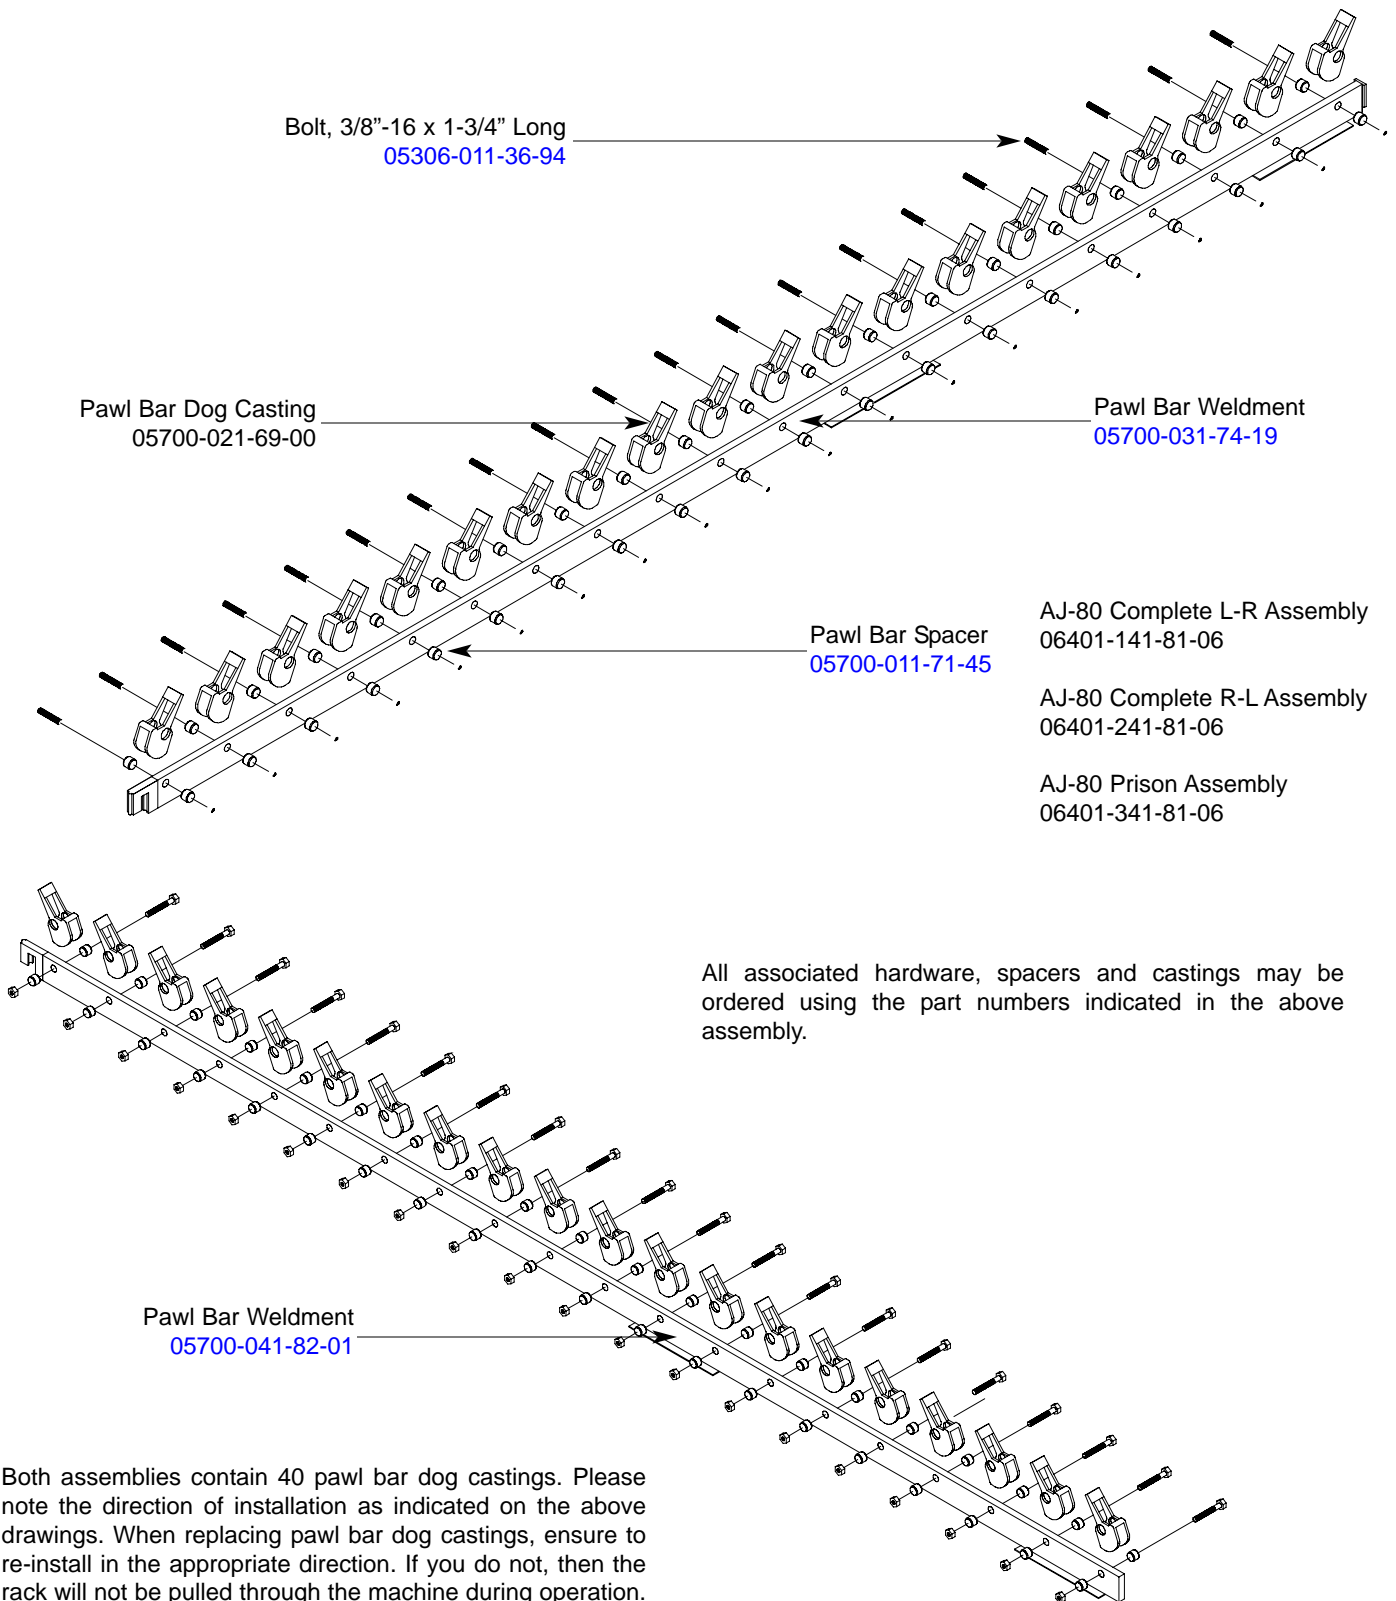 Bolt, 3/8”-16 x 1-3/4” Long
05306-011-36-94
Pawl Bar Dog Casting
05700-021-69-00
Pawl Bar Weldment
05700-031-74-19
Pawl Bar Spacer
05700-011-71-45
AJ-80 Complete L-R Assembly
06401-141-81-06
AJ-80 Complete R-L Assembly
06401-241-81-06
AJ-80 Prison Assembly
06401-341-81-06
All associated hardware, spacers and castings may be
ordered using the part numbers indicated in the above
assembly.
Pawl Bar Weldment
05700-041-82-01
Both assemblies contain 40 pawl bar dog castings. Please
note the direction of installation as indicated on the above
drawings. When replacing pawl bar dog castings, ensure to
re-install in the appropriate direction. If you do not, then the
rack will not be pulled through the machine during operation.